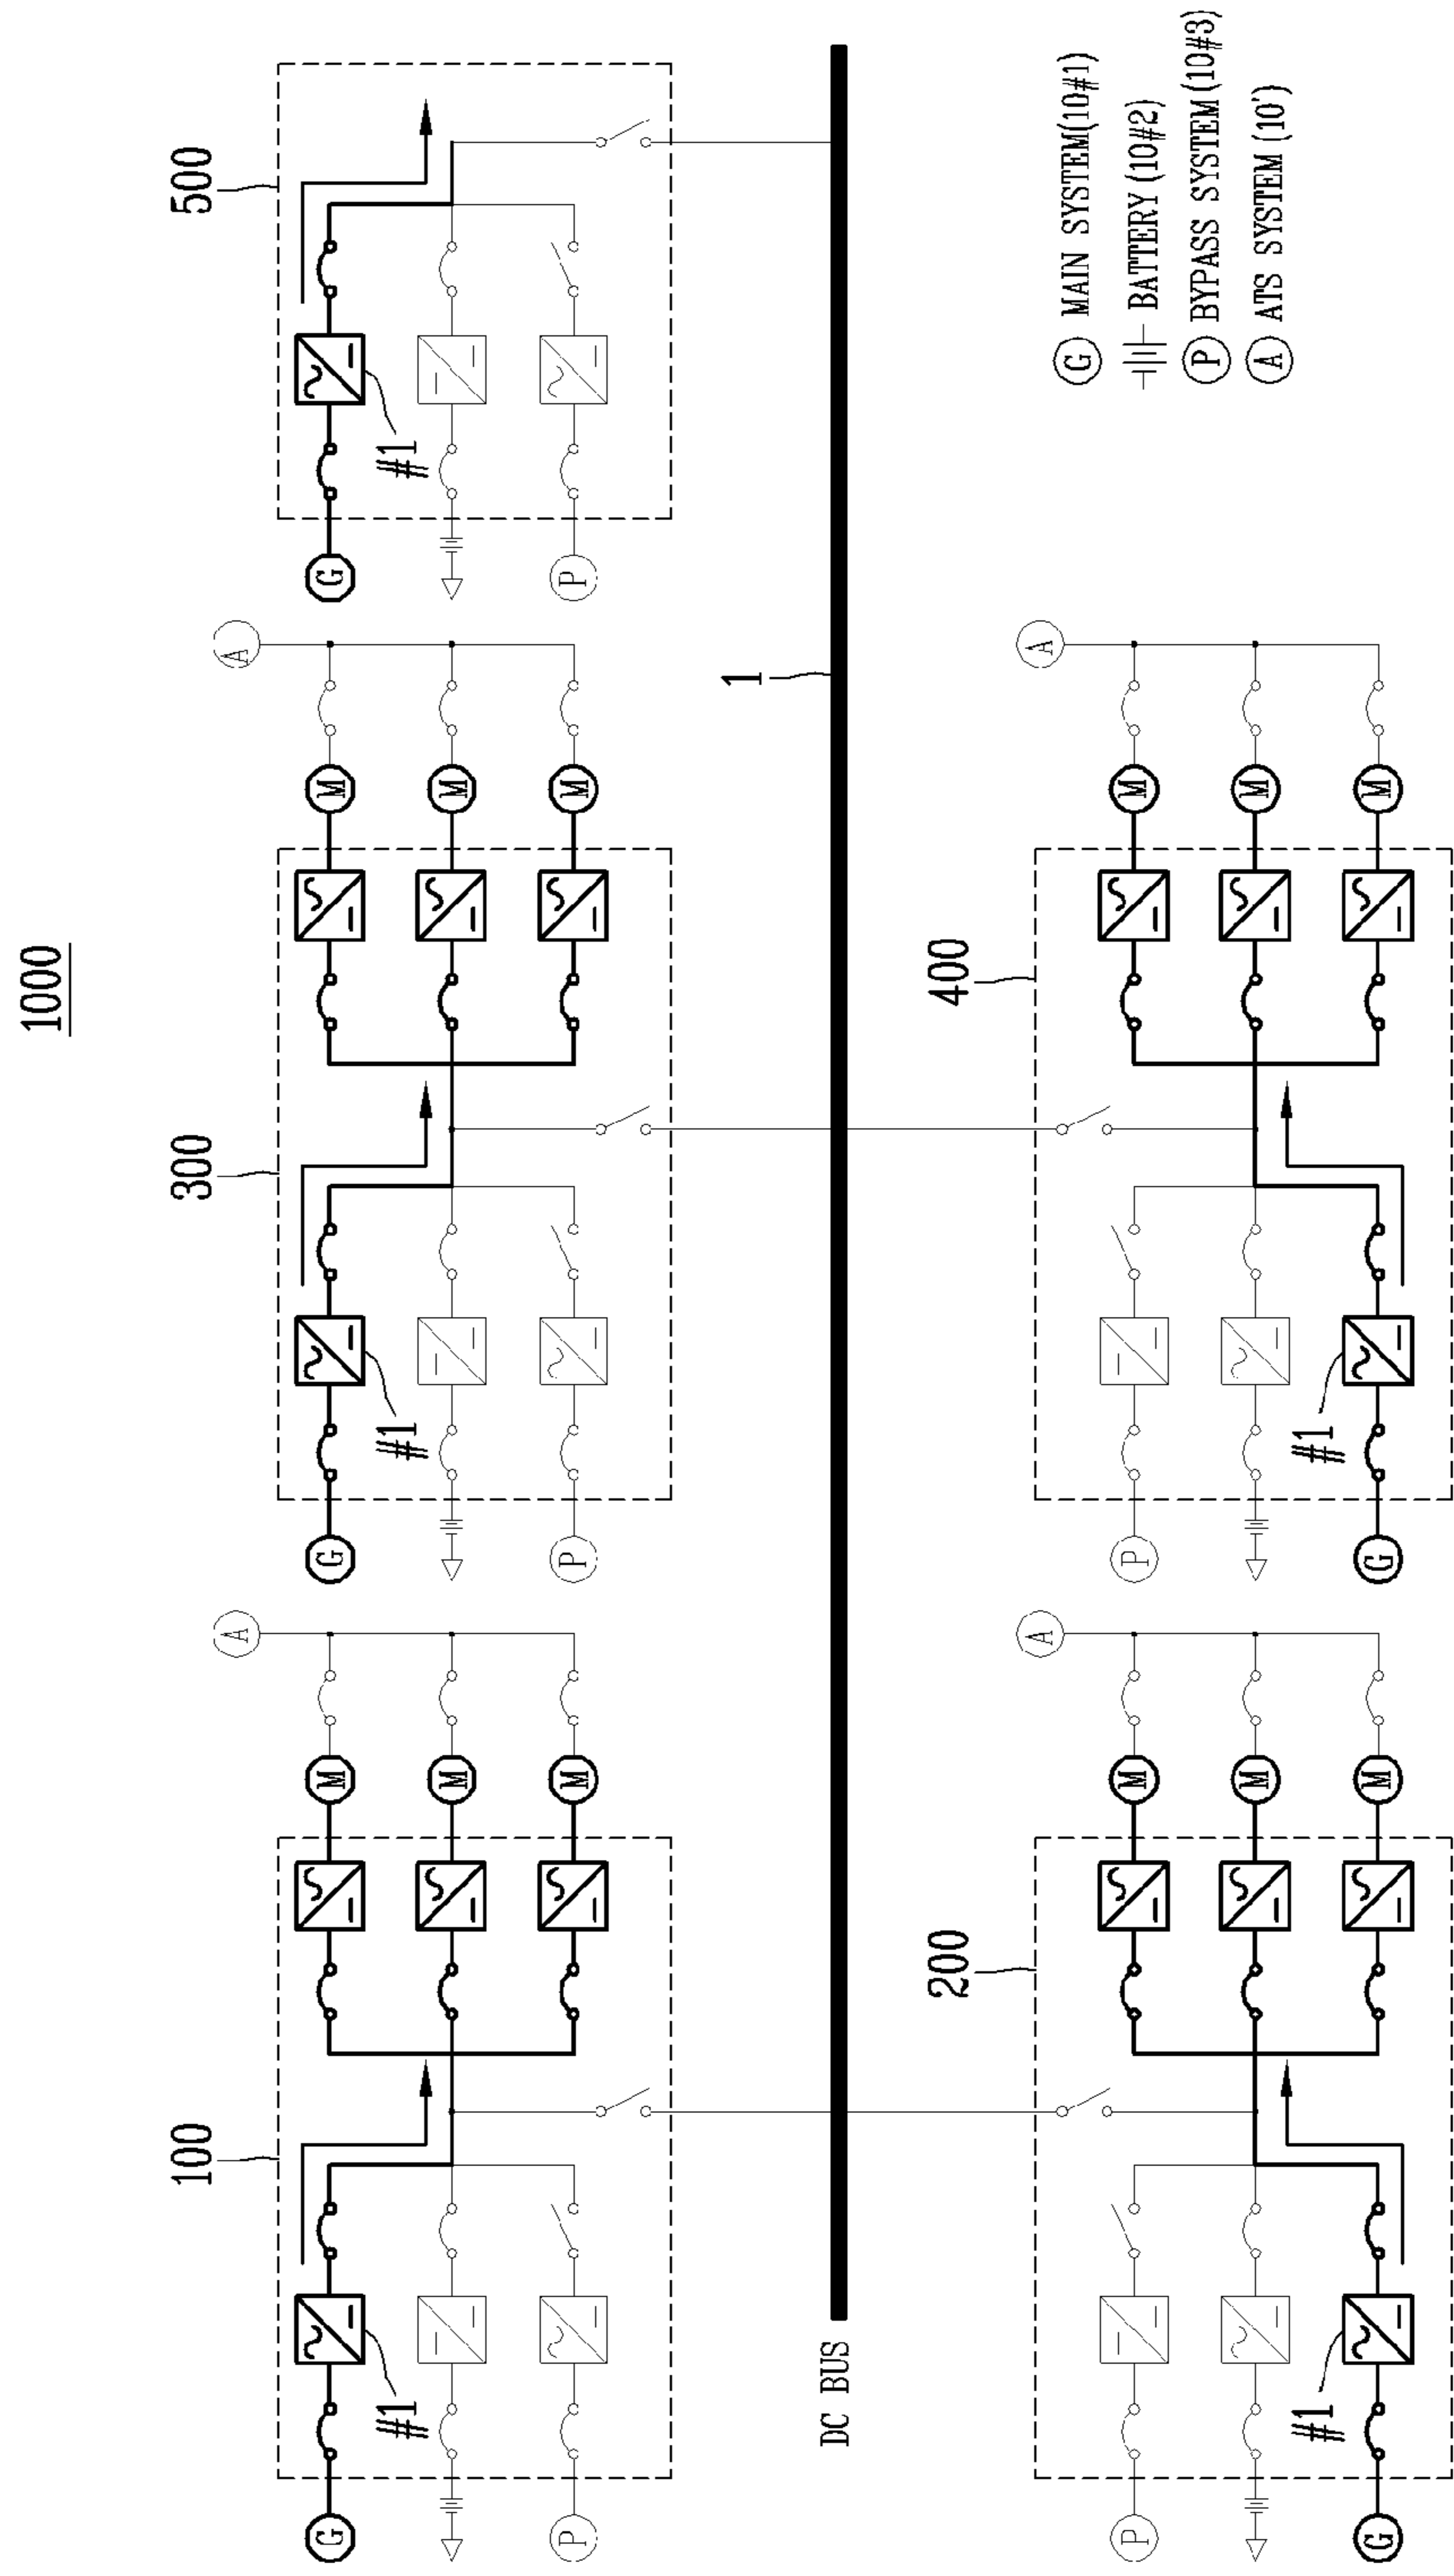 1000
100
300
500
#1
#1
#1
G
G
G
P
P
P
M
M
M
M
M
M
A
A
DC BUS
1
200
400
P
P
G
G
#1
#1
M
M
M
M
M
M
A
A
G MAIN SYSTEM(10#1)
BATTERY (10#2)
P BYPASS SYSTEM (10#3)
A ATS SYSTEM (10')